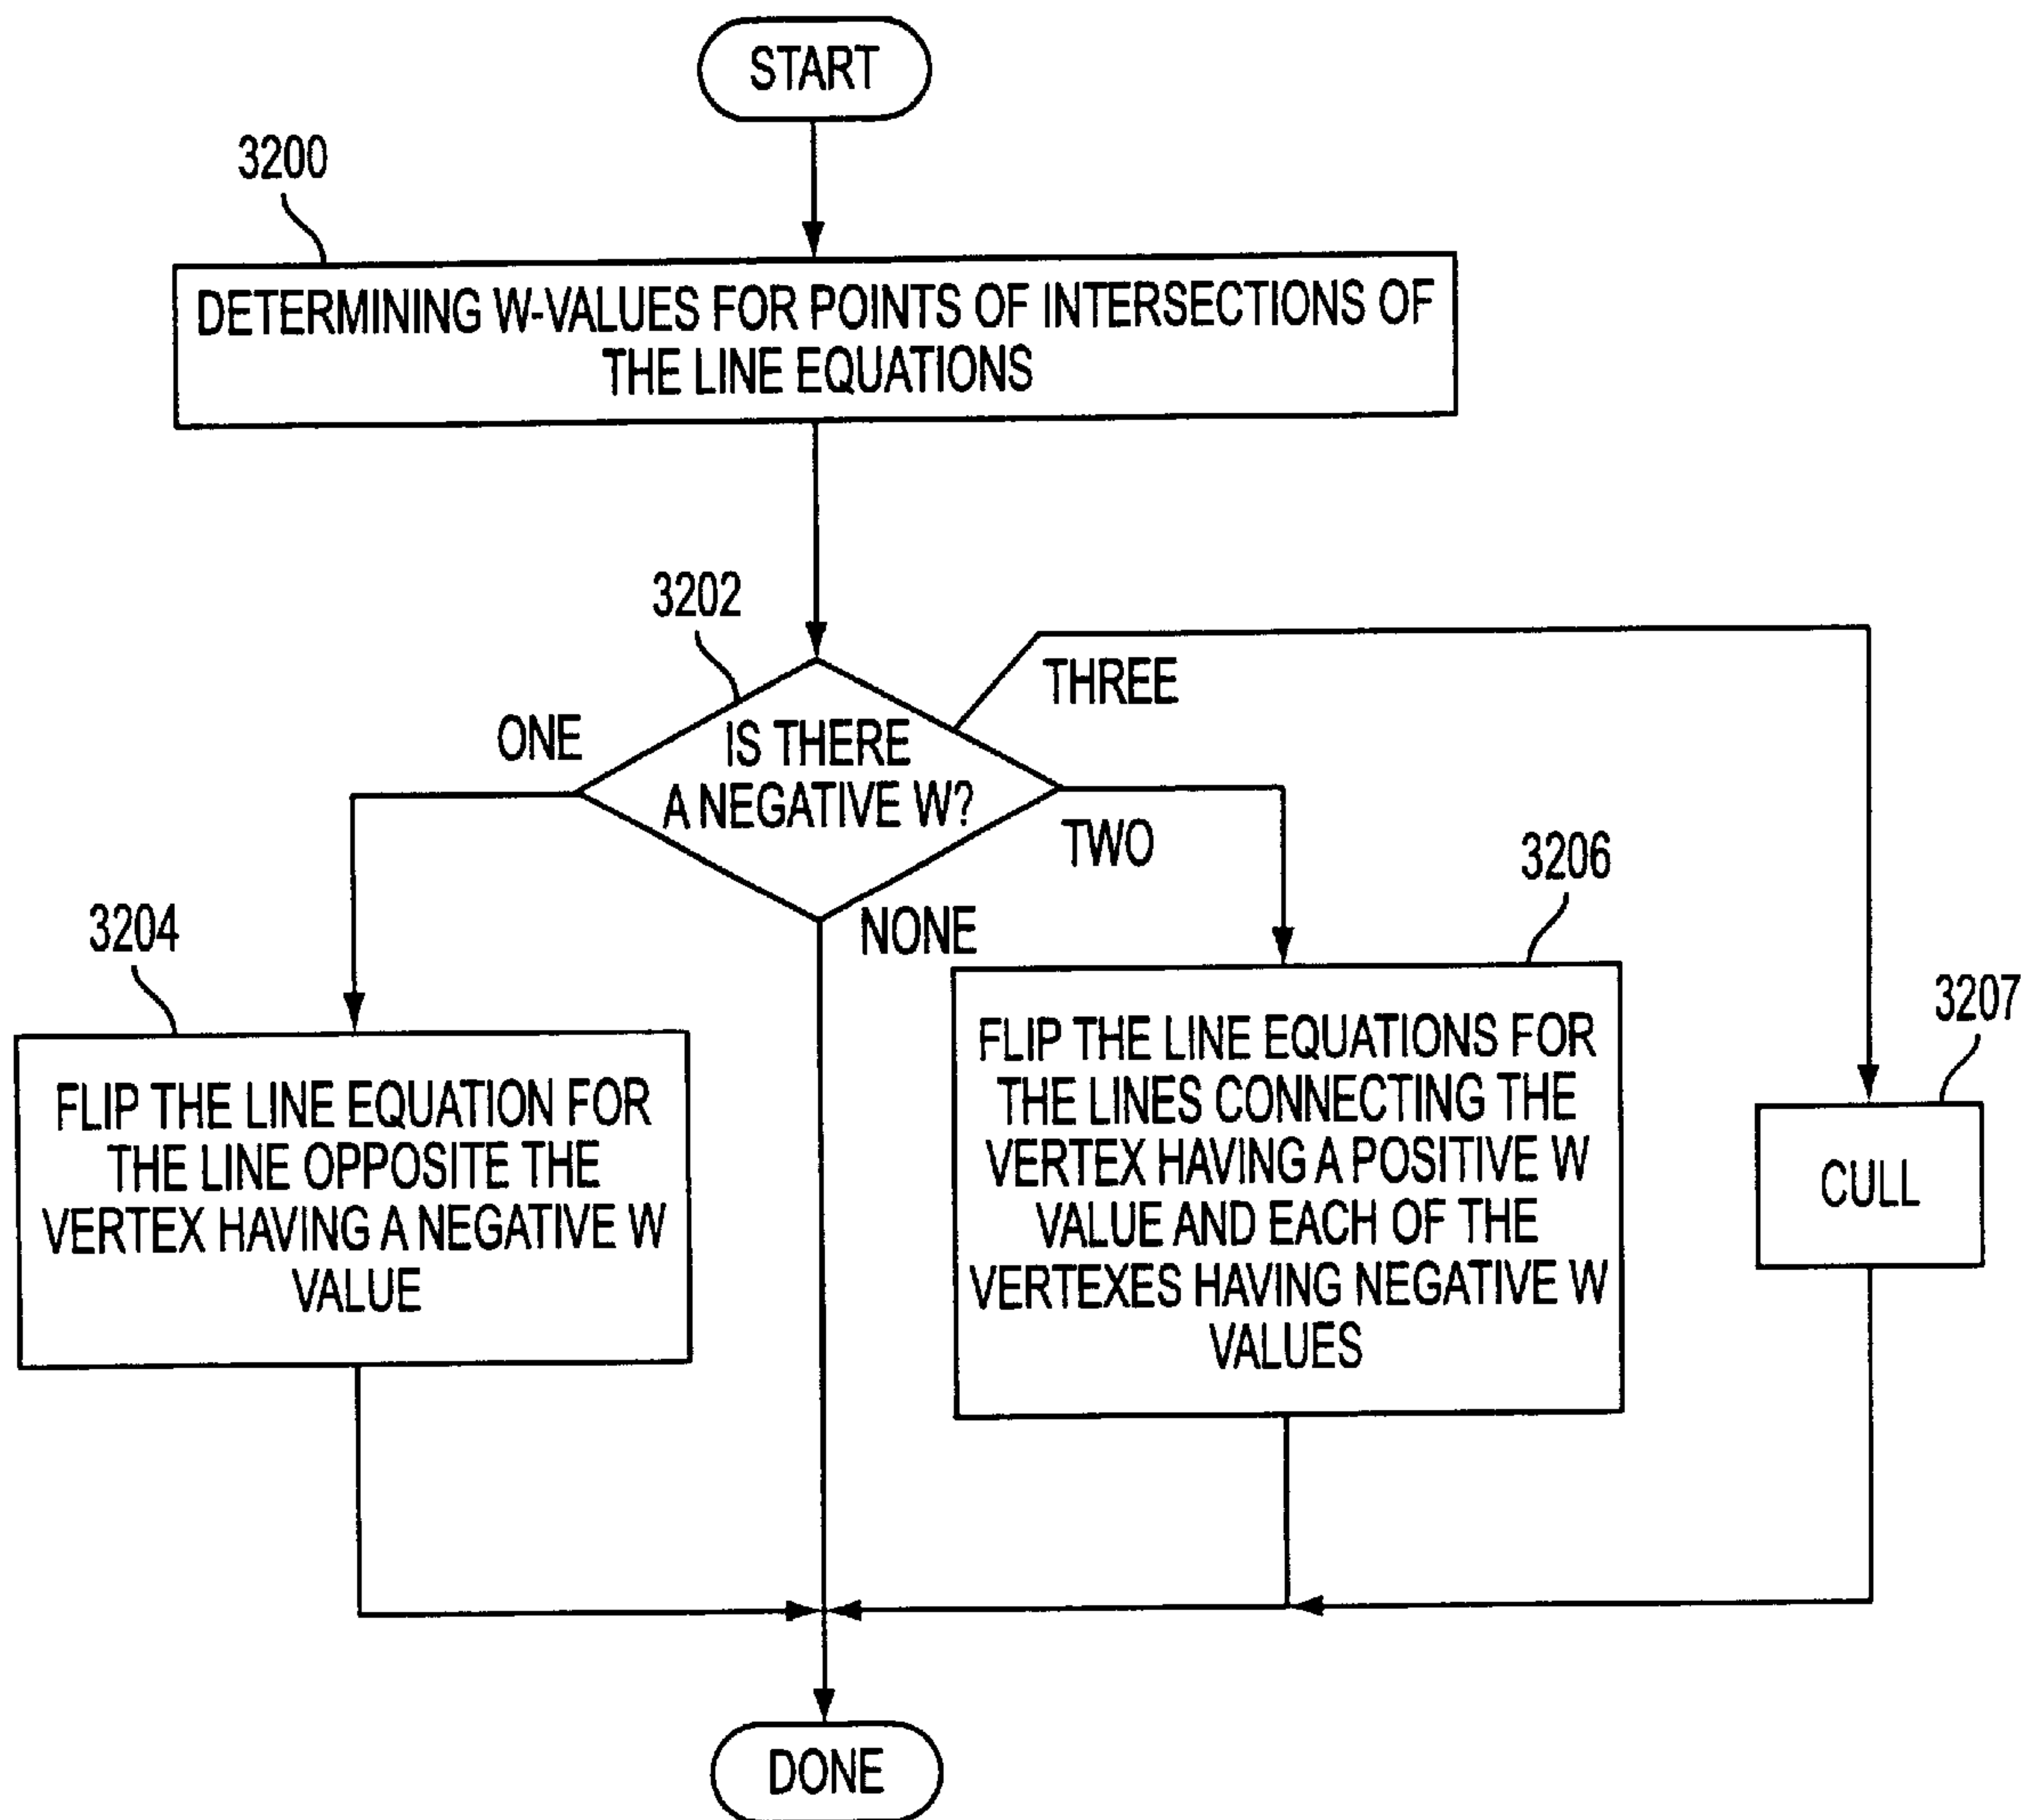 START
3200
DETERMINING W-VALUES FOR POINTS OF INTERSECTIONS OF
THE LINE EQUATIONS
3202
IS THERE
A NEGATIVE W?
ONE
THREE
TWO
NONE
3204
FLIP THE LINE EQUATION FOR
THE LINE OPPOSITE THE
VERTEX HAVING A NEGATIVE W
VALUE
3206
FLIP THE LINE EQUATIONS FOR
THE LINES CONNECTING THE
VERTEX HAVING A POSITIVE W
VALUE AND EACH OF THE
VERTEXES HAVING NEGATIVE W
VALUES
3207
CULL
DONE